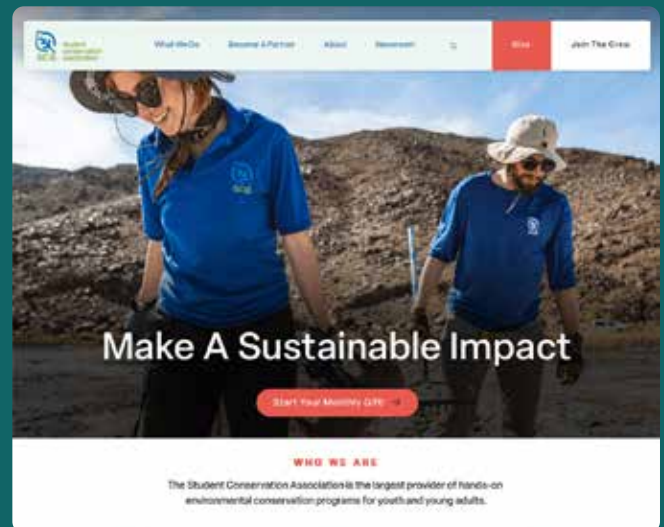 student
conservation
association
What We Do
Become A Partner
About
Newsroom
Give
Join The Crew
Make A Sustainable Impact
Start Your Monthly Gift
WHO WE ARE
The Student Conservation Association is the largest provider of hands-on
environmental conservation programs for youth and young adults.